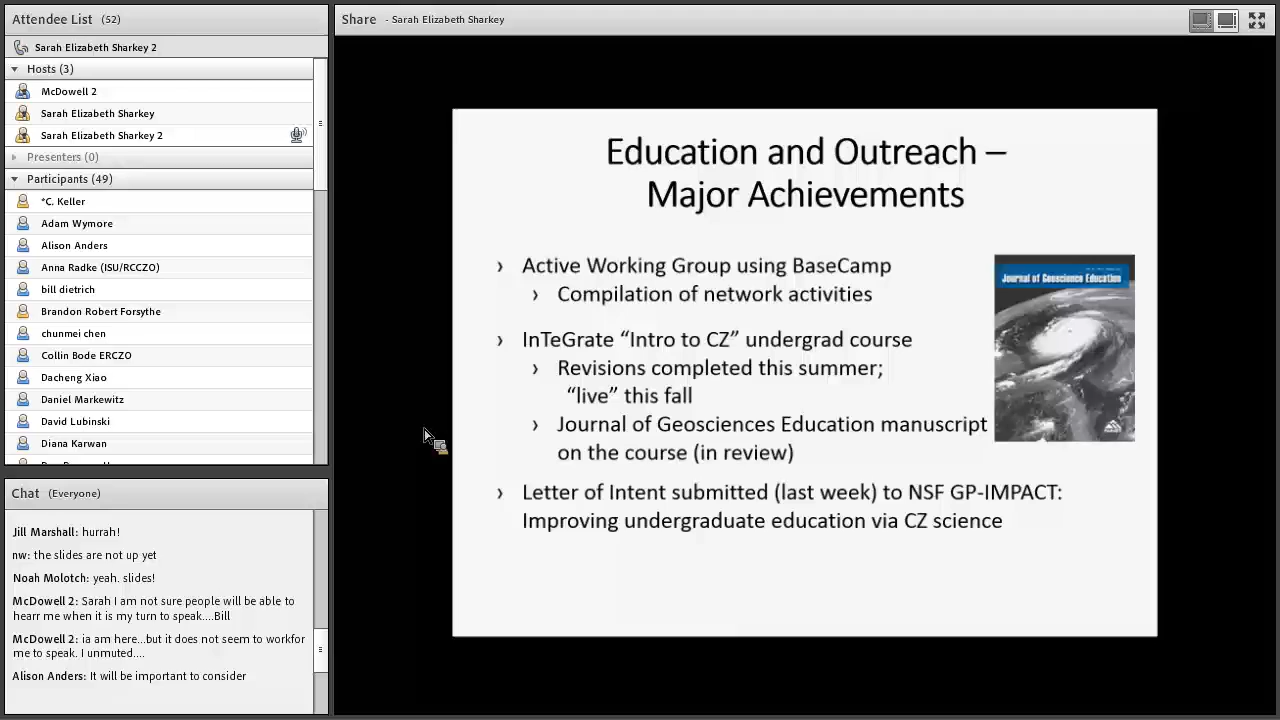 Attendee List (52)
Sarah Elizabeth Sharkey 2
Hosts (3)
McDowell 2
Sarah Elizabeth Sharkey
Sarah Elizabeth Sharkey 2
Presenters (0)
Participants (49)
*C. Keller
Adam Wymore
Alison Anders
Anna Radke (ISU/RCCZO)
bill dietrich
Brandon Robert Forsythe
chunmei chen
Collin Bode ERCZO
Dacheng Xiao
Daniel Markewitz
David Lubinski
Diana Karwan
Chat (Everyone)
Jill Marshall: hurrah!
nw: the slides are not up yet
Noah Molotch: yeah. slides!
McDowell 2: Sarah I am not sure people will be able to
hearr me when it is my turn to speak....Bill
McDowell 2: ia am here...but it does not seem to workfor
me to speak. I unmuted....
Alison Anders: It will be important to consider
Share - Sarah Elizabeth Sharkey
Education and Outreach –
Major Achievements
› Active Working Group using BaseCamp
› Compilation of network activities
› InTeGrate “Intro to CZ” undergrad course
› Revisions completed this summer;
“live” this fall
› Journal of Geosciences Education manuscript
on the course (in review)
› Letter of Intent submitted (last week) to NSF GP-IMPACT:
Improving undergraduate education via CZ science
Journal of Geoscience Education